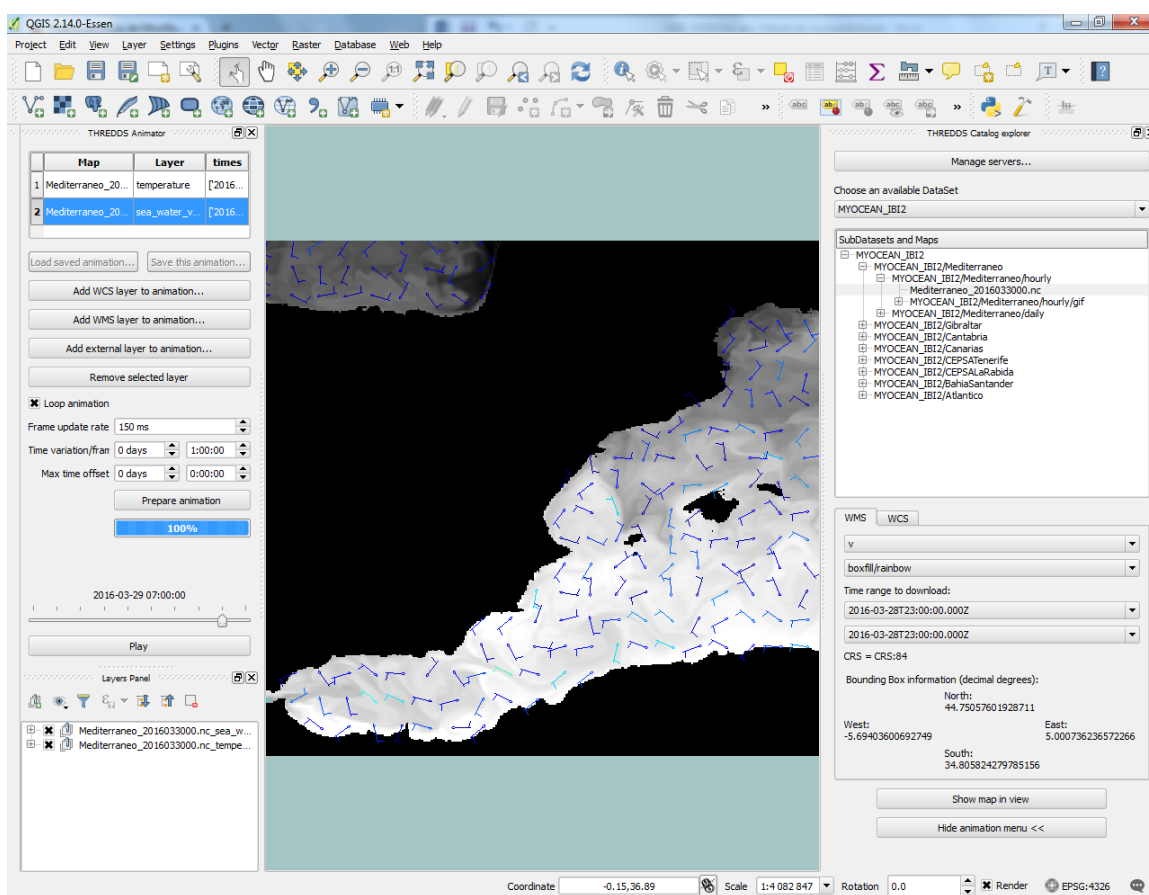 QGIS 2.14.0-Essen
Project Edit View Layer Settings Plugins Vector Raster Database Web Help
THREDDS Animator
Map Layer times
1 Mediterraneo_20... temperature ['2016...
2 Mediterraneo_20... sea_water_v... ['2016...
Load saved animation... Save this animation...
Add WCS layer to animation...
Add WMS layer to animation...
Add external layer to animation...
Remove selected layer
Loop animation
Frame update rate 150 ms
Time variation/fran 0 days 1:00:00
Max time offset 0 days 0:00:00
Prepare animation
100%
2016-03-29 07:00:00
Play
Layers Panel
Mediterraneo_2016033000.nc_sea_w...
Mediterraneo_2016033000.nc_tempe...
THREDDS Catalog explorer
Manage servers...
Choose an available DataSet
MYOCEAN_IBI2
SubDatasets and Maps
MYOCEAN_IBI2
MYOCEAN_IBI2/Mediterraneo
MYOCEAN_IBI2/Mediterraneo/hourly
Mediterraneo_2016033000.nc
MYOCEAN_IBI2/Mediterraneo/hourly/gif
MYOCEAN_IBI2/Mediterraneo/daily
MYOCEAN_IBI2/Gibraltar
MYOCEAN_IBI2/Cantabria
MYOCEAN_IBI2/Canarias
MYOCEAN_IBI2/CEPSATenerife
MYOCEAN_IBI2/CEPSALaRabida
MYOCEAN_IBI2/BahiaSantander
MYOCEAN_IBI2/Atlantico
WMS WCS
v
boxfill/rainbow
Time range to download:
2016-03-28T23:00:00.000Z
2016-03-28T23:00:00.000Z
CRS = CRS:84
Bounding Box information (decimal degrees):
North:
44.75057601928711
West: East:
-5.69403600692749 5.000736236572266
South:
34.805824279785156
Show map in view
Hide animation menu <<
Coordinate -0.15,36.89 Scale 1:4 082 847 Rotation 0.0 Render EPSG:4326